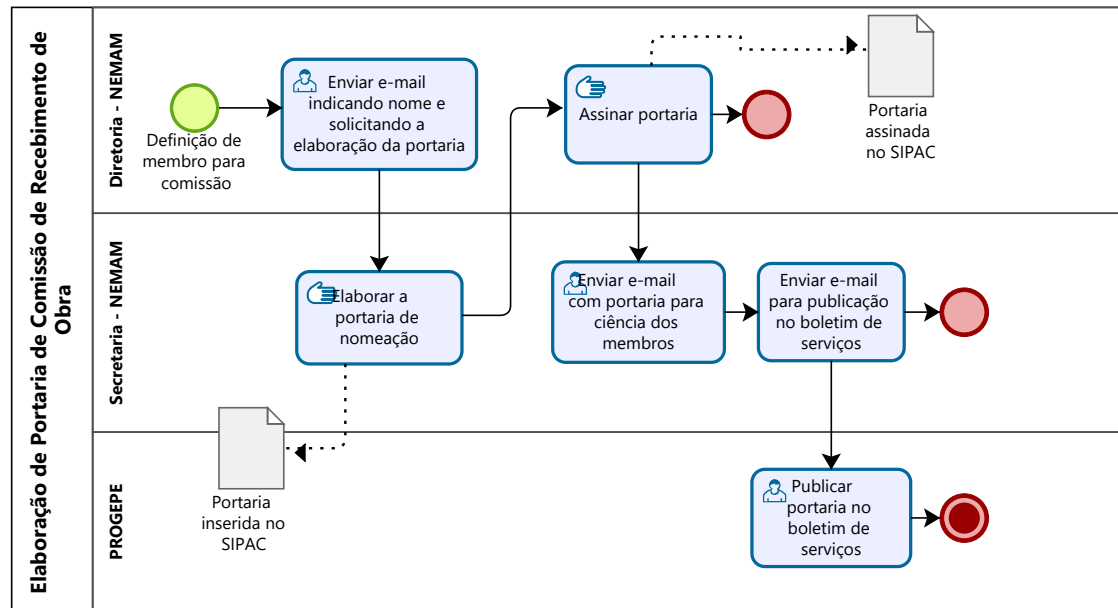 Elaboração de Portaria de Comissão de Recebimento de
Obra
Diretoria - NEMAM
Definição de
membro para
comissão
Enviar e-mail
indicando nome e
solicitando a
elaboração da portaria
Assinar portaria
Portaria
assinada
no SIPAC
Secretaria - NEMAM
Elaborar a
portaria de
nomeação
Enviar e-mail
com portaria para
ciência dos
membros
Enviar e-mail
para publicação
no boletim de
serviços
PROGEPE
Portaria
inserida no
SIPAC
Publicar
portaria no
boletim de
serviços